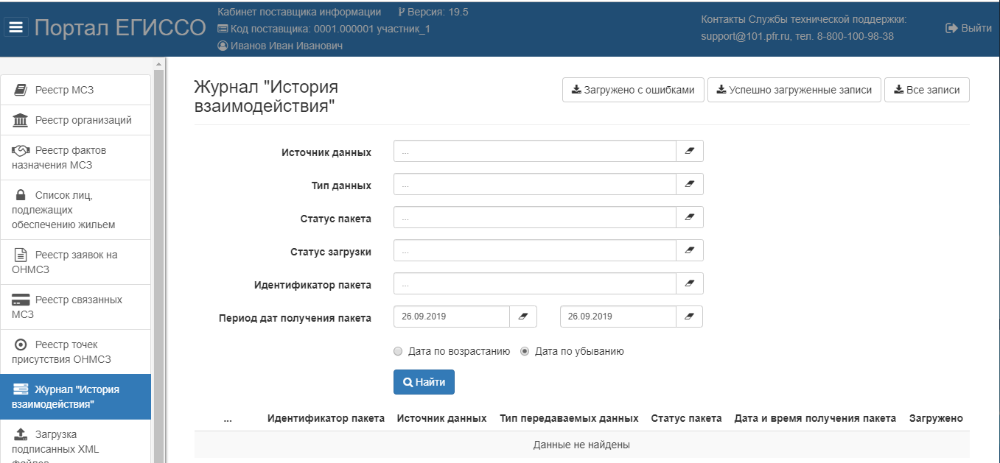 Портал ЕГИССО
Кабинет поставщика информации Версия: 19.5
Код поставщика: 0001.000001 участник_1
Иванов Иван Иванович
Контакты Службы технической поддержки:
support@101.pfr.ru, тел. 8-800-100-98-38
Выйти
Реестр МСЗ
Реестр организаций
Реестр фактов
назначения МСЗ
Список лиц,
подлежащих
обеспечению жильем
Реестр заявок на
ОНМСЗ
Реестр связанных
МСЗ
Реестр точек
присутствия ОНМСЗ
Журнал "История
взаимодействия"
Загрузка
подписанных XML
файлов
Журнал "История
взаимодействия"
Загружено с ошибками
Успешно загруженные записи
Все записи
Источник данных ...
Тип данных ...
Статус пакета ...
Статус загрузки ...
Идентификатор пакета ...
Период дат получения пакета 26.09.2019 26.09.2019
Дата по возрастанию Дата по убыванию
Найти
... Идентификатор пакета Источник данных Тип передаваемых данных Статус пакета Дата и время получения пакета Загружено
Данные не найдены